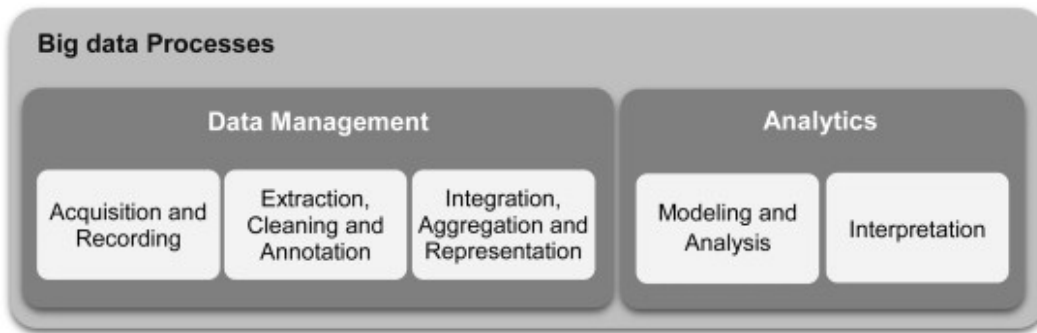 Big data Processes
Data Management
Acquisition and
Recording
Extraction,
Cleaning and
Annotation
Integration,
Aggregation and
Representation
Analytics
Modeling and
Analysis
Interpretation